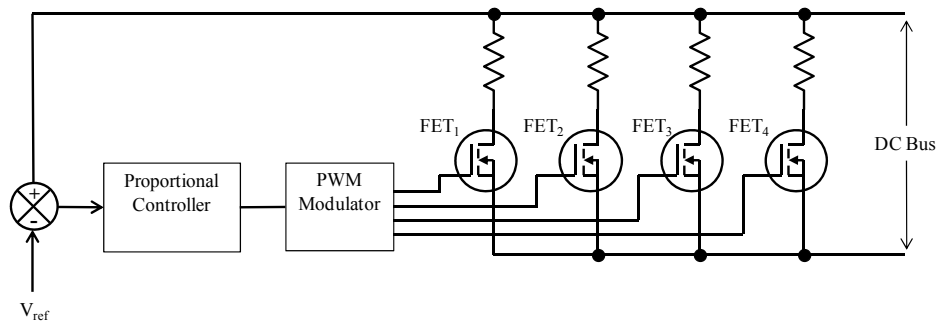 FET1 FET2 FET3 FET4
DC Bus
+
-
Proportional
Controller
PWM
Modulator
Vref